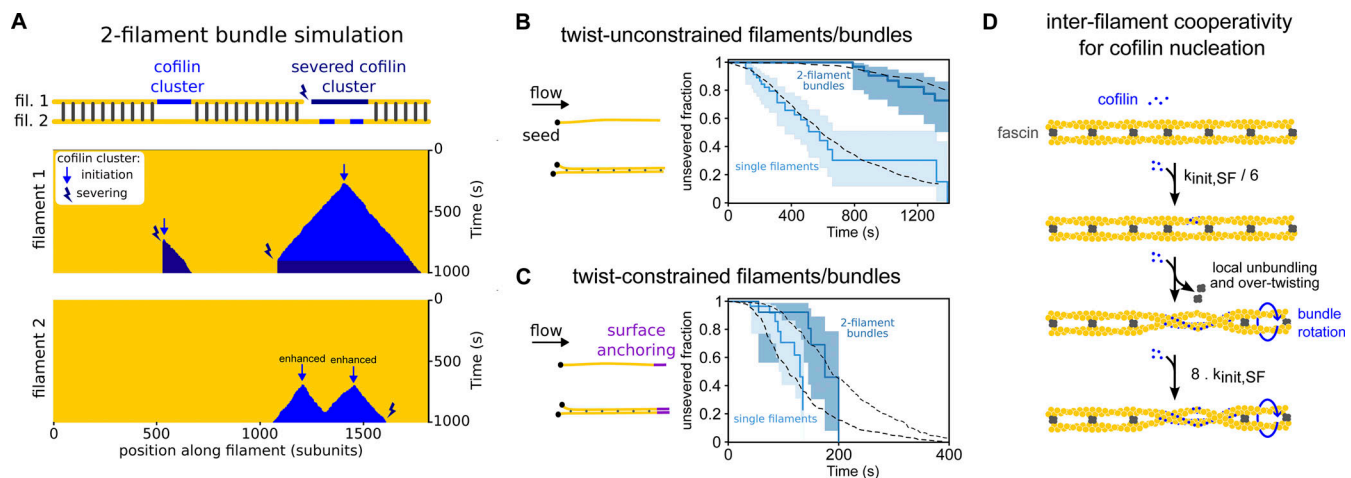 A
2-filament bundle simulation
cofilin
cluster
severed cofilin
cluster
fil. 1
fil. 2
cofilin cluster:
initiation
severing
filament 1
0
500
1000
Time (s)
filament 2
enhanced enhanced
0
500
1000
Time (s)
0 500 1000 1500
position along filament (subunits)
B
twist-unconstrained filaments/bundles
flow
seed
unsevered fraction
1
0.8
0.6
0.4
0.2
0
2-filament
bundles
single filaments
0 400 800 1200
Time (s)
C
twist-constrained filaments/bundles
flow
surface
anchoring
unsevered fraction
1
0.8
0.6
0.4
0.2
0
2-filament
bundles
single filaments
0 100 200 300 400
Time (s)
D
inter-filament cooperativity
for cofilin nucleation
cofilin
fascin
kinit,SF / 6
local unbundling
and over-twisting
bundle
rotation
8 . kinit,SF